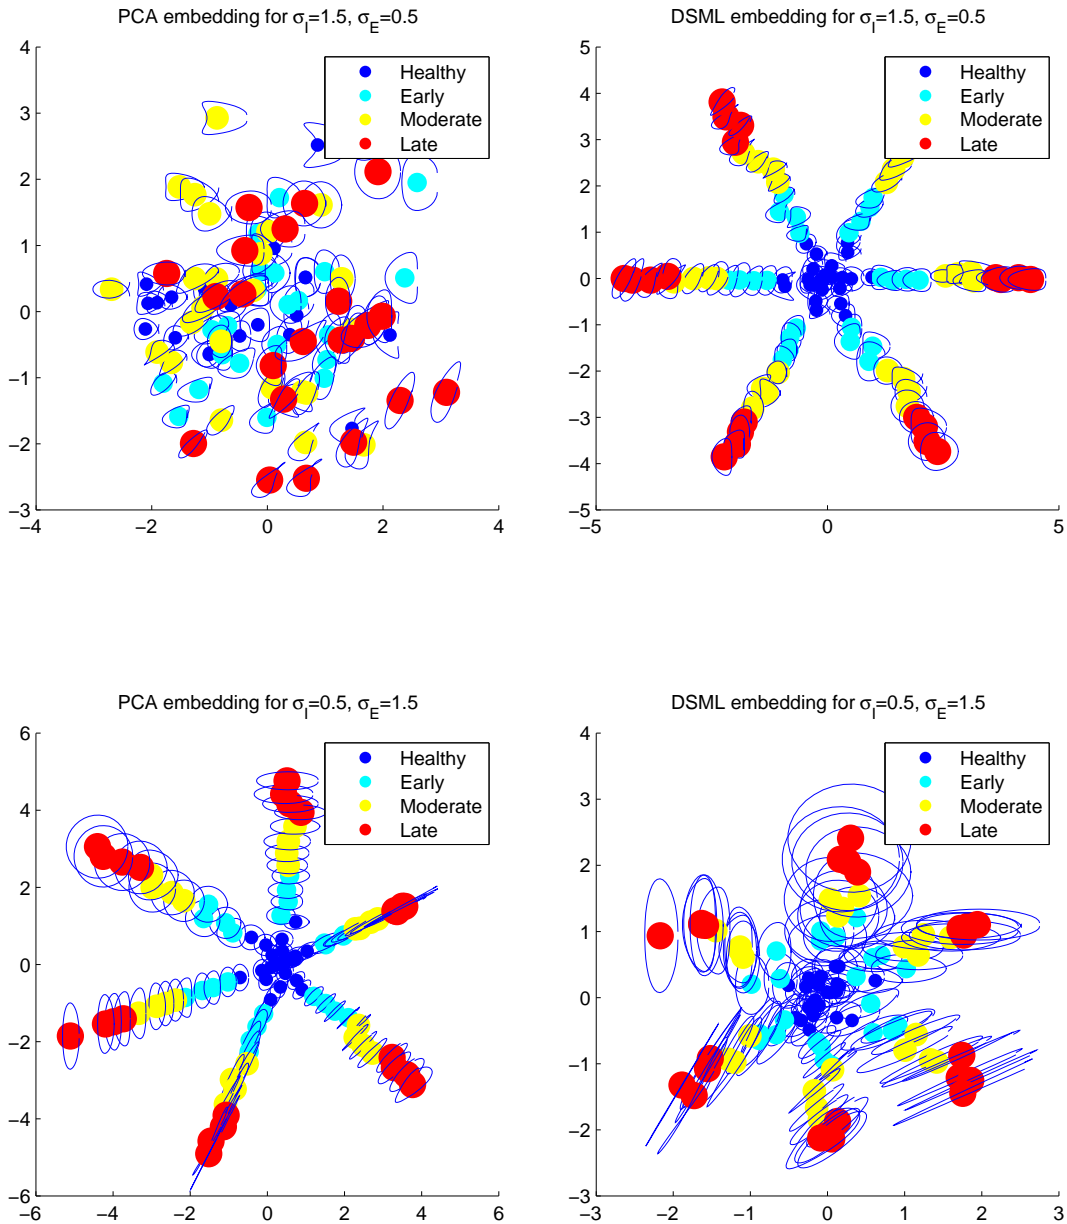 PCA embedding for σI=1.5, σE=0.5
4
3
2
1
0
−1
−2
−3
−4
−2
0
2
4
Healthy
Early
Moderate
Late
DSML embedding for σI=1.5, σE=0.5
5
4
3
2
1
0
−1
−2
−3
−4
−5
−5
0
5
Healthy
Early
Moderate
Late
PCA embedding for σI=0.5, σE=1.5
6
4
2
0
−2
−4
−6
−6
−4
−2
0
2
4
6
Healthy
Early
Moderate
Late
DSML embedding for σI=0.5, σE=1.5
4
3
2
1
0
−1
−2
−3
−3
−2
−1
0
1
2
3
Healthy
Early
Moderate
Late